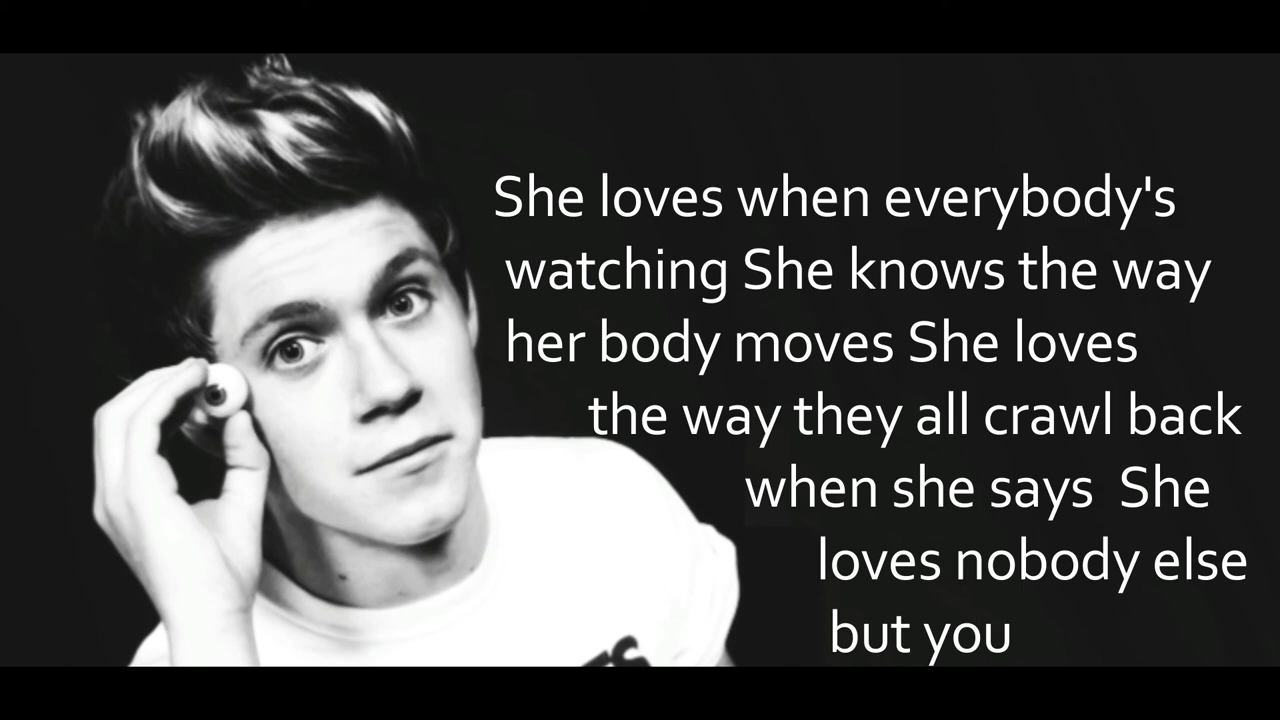 She loves when everybody's
watching She knows the way
her body moves She loves
the way they all crawl back
when she says  She
loves nobody else
but you